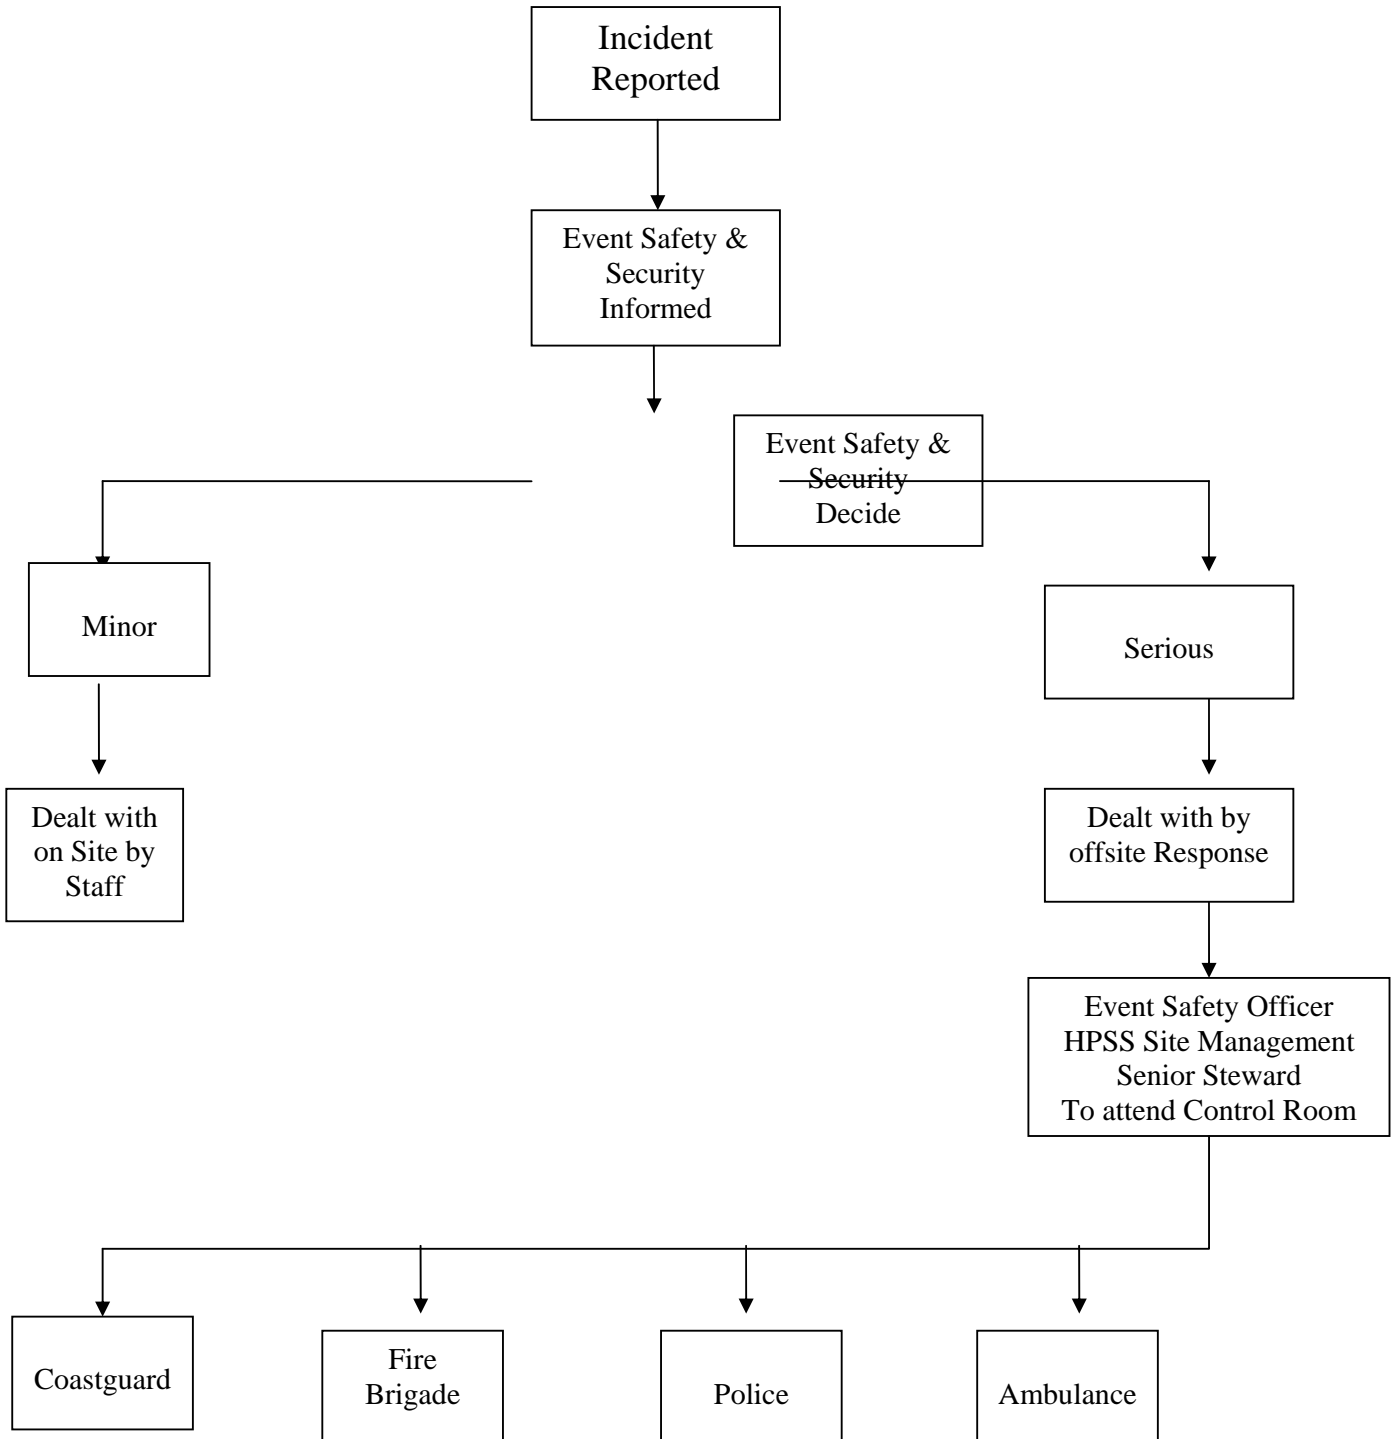 Incident
Reported
Event Safety &
Security
Informed
Event Safety &
Security
Decide
Minor
Serious
Dealt with
on Site by
Staff
Dealt with by
offsite Response
Event Safety Officer
HPSS Site Management
Senior Steward
To attend Control Room
Coastguard
Fire
Brigade
Police
Ambulance